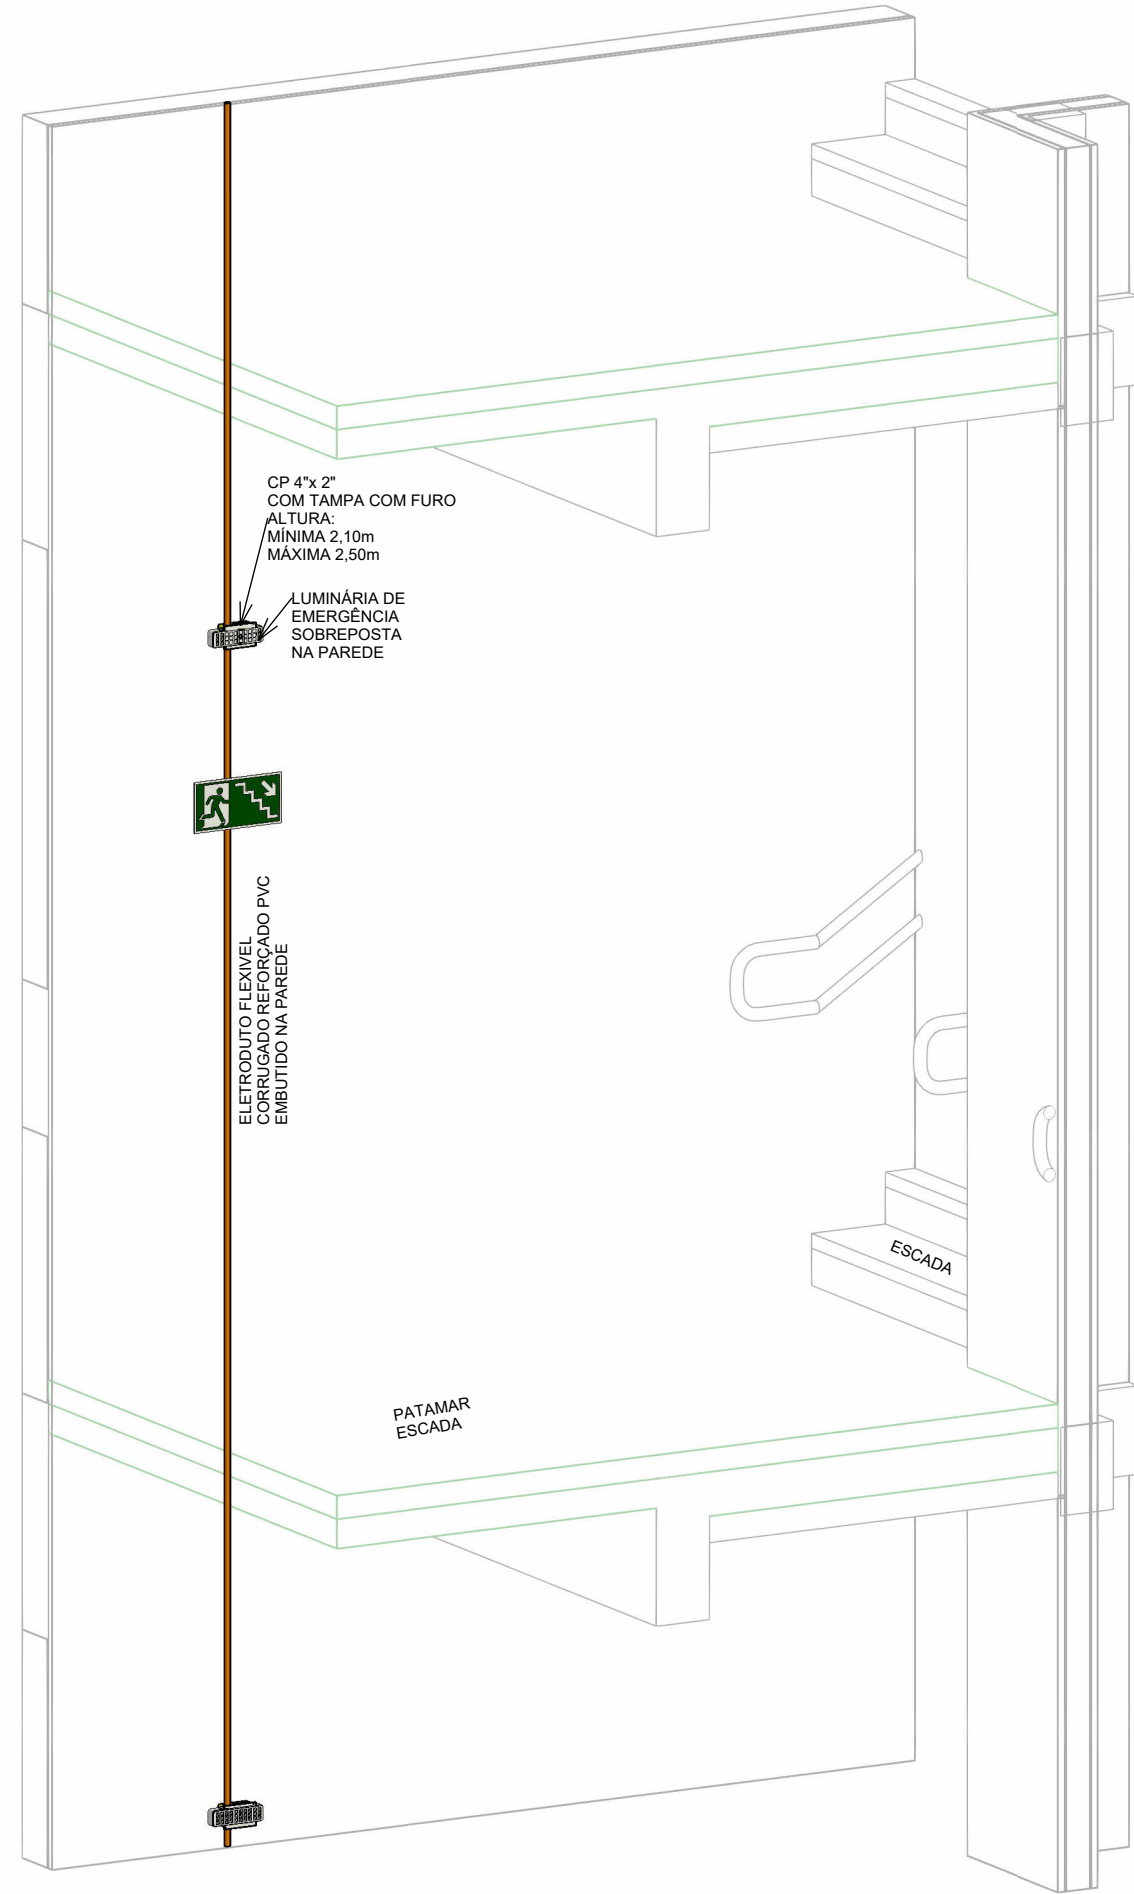 CP 4"x 2"
COM TAMPA COM FURO
ALTURA:
MÍNIMA 2,10m
MÁXIMA 2,50m
LUMINÁRIA DE
EMERGÊNCIA
SOBREPOSTA
NA PAREDE
ELETRODUTO FLEXIVEL
CORRUGADO REFORÇADO PVC
EMBUTIDO NA PAREDE
ESCADA
PATAMAR
ESCADA